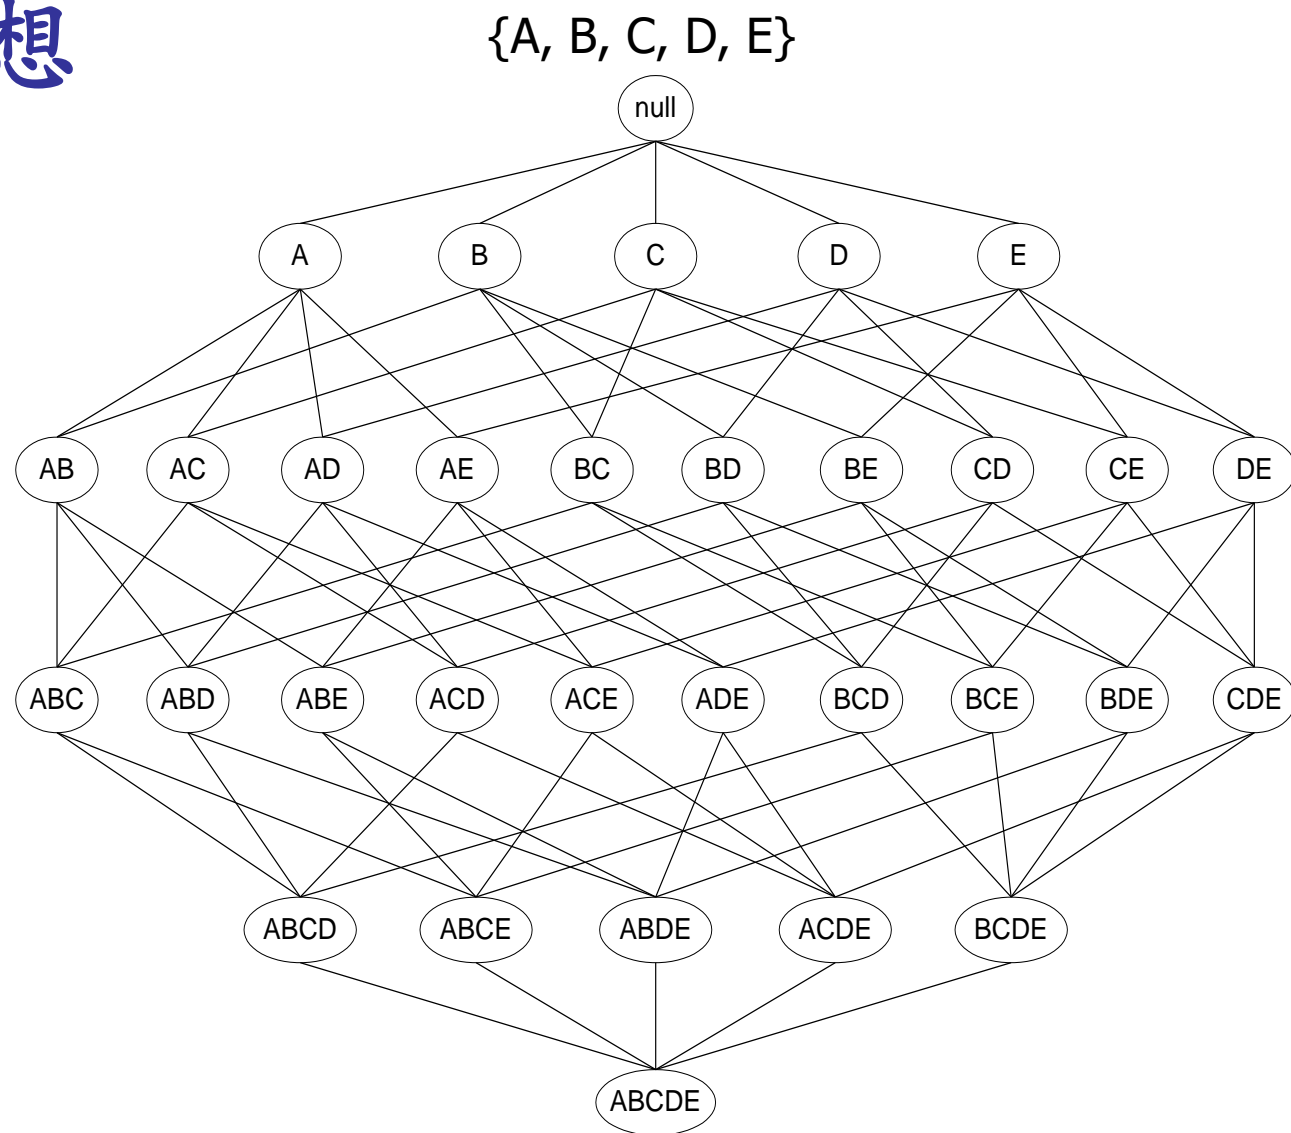 想
{A, B, C, D, E}
null
A B C D E
AB AC AD AE BC BD BE CD CE DE
ABC ABD ABE ACD ACE ADE BCD BCE BDE CDE
ABCD ABCE ABDE ACDE BCDE
ABCDE